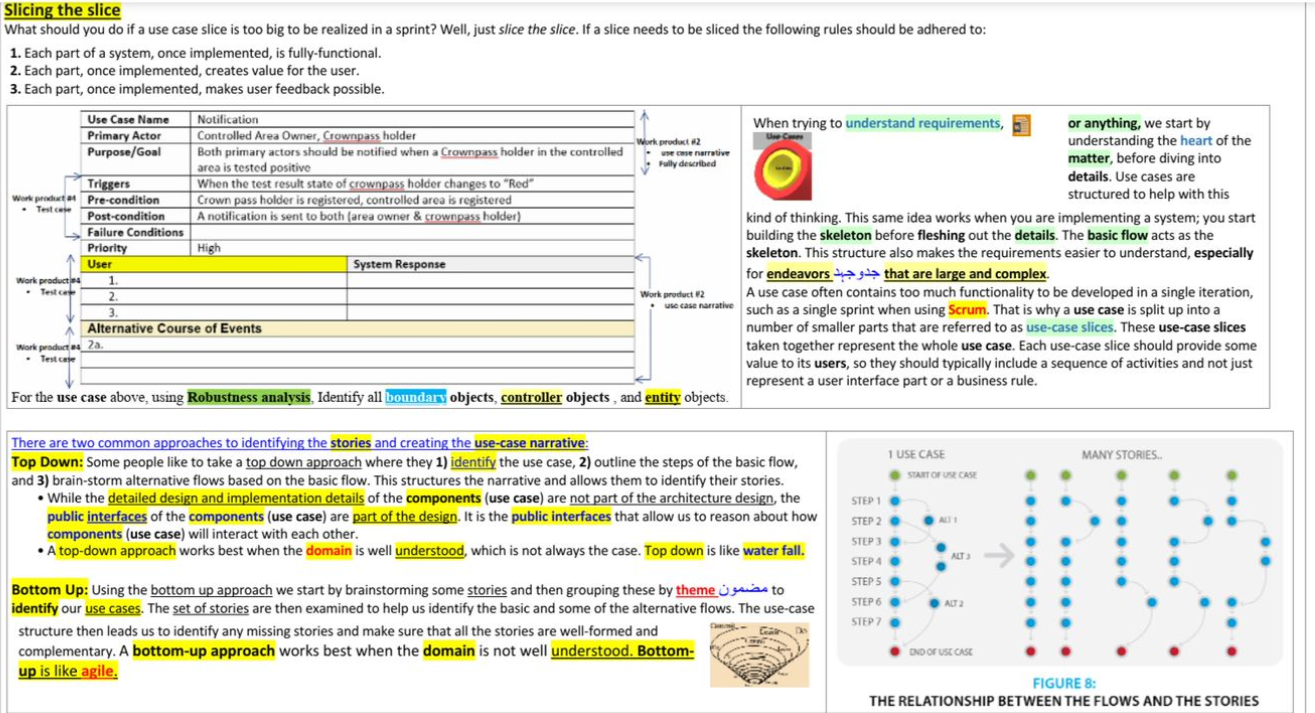 Slicing the slice
What should you do if a use case slice is too big to be realized in a sprint? Well, just slice the slice. If a slice needs to be sliced the following rules should be adhered to:
1. Each part of a system, once implemented, is fully-functional.
2. Each part, once implemented, creates value for the user.
3. Each part, once implemented, makes user feedback possible.
Use Case Name Notification
Primary Actor Controlled Area Owner, Crownpass holder
Purpose/Goal Both primary actors should be notified when a Crownpass holder in the controlled
area is tested positive
Triggers When the test result state of crownpass holder changes to "Red"
Pre-condition Crown pass holder is registered, controlled area is registered
Post-condition A notification is sent to both (area owner & crownpass holder)
Failure Conditions
Priority High
User System Response
1.
2.
3.
Alternative Course of Events
2a.
Work product #4
• Test case
Work product #4
• Test case
Work product #4
• Test case
Work product #2
• use case narrative
• Fully described
Work product #2
• use case narrative
For the use case above, using Robustness analysis, Identify all boundary objects, controller objects , and entity objects.
When trying to understand requirements,
Use-Cases
or anything, we start by
understanding the heart of the
matter, before diving into
details. Use cases are
structured to help with this
kind of thinking. This same idea works when you are implementing a system; you start
building the skeleton before fleshing out the details. The basic flow acts as the
skeleton. This structure also makes the requirements easier to understand, especially
for endeavors جدوجہد that are large and complex.
A use case often contains too much functionality to be developed in a single iteration,
such as a single sprint when using Scrum. That is why a use case is split up into a
number of smaller parts that are referred to as use-case slices. These use-case slices
taken together represent the whole use case. Each use-case slice should provide some
value to its users, so they should typically include a sequence of activities and not just
represent a user interface part or a business rule.
There are two common approaches to identifying the stories and creating the use-case narrative:
Top Down: Some people like to take a top down approach where they 1) identify the use case, 2) outline the steps of the basic flow,
and 3) brain-storm alternative flows based on the basic flow. This structures the narrative and allows them to identify their stories.
• While the detailed design and implementation details of the components (use case) are not part of the architecture design, the
public interfaces of the components (use case) are part of the design. It is the public interfaces that allow us to reason about how
components (use case) will interact with each other.
• A top-down approach works best when the domain is well understood, which is not always the case. Top down is like water fall.
Bottom Up: Using the bottom up approach we start by brainstorming some stories and then grouping these by theme مضمون to
identify our use cases. The set of stories are then examined to help us identify the basic and some of the alternative flows. The use-case
structure then leads us to identify any missing stories and make sure that all the stories are well-formed and
complementary. A bottom-up approach works best when the domain is not well understood. Bottom-
up is like agile.
1 USE CASE MANY STORIES..
START OF USE CASE
STEP 1
STEP 2 ALT 1
STEP 3
ALT 3
STEP 4
STEP 5
STEP 6 ALT 2
STEP 7
END OF USE CASE
FIGURE 8:
THE RELATIONSHIP BETWEEN THE FLOWS AND THE STORIES